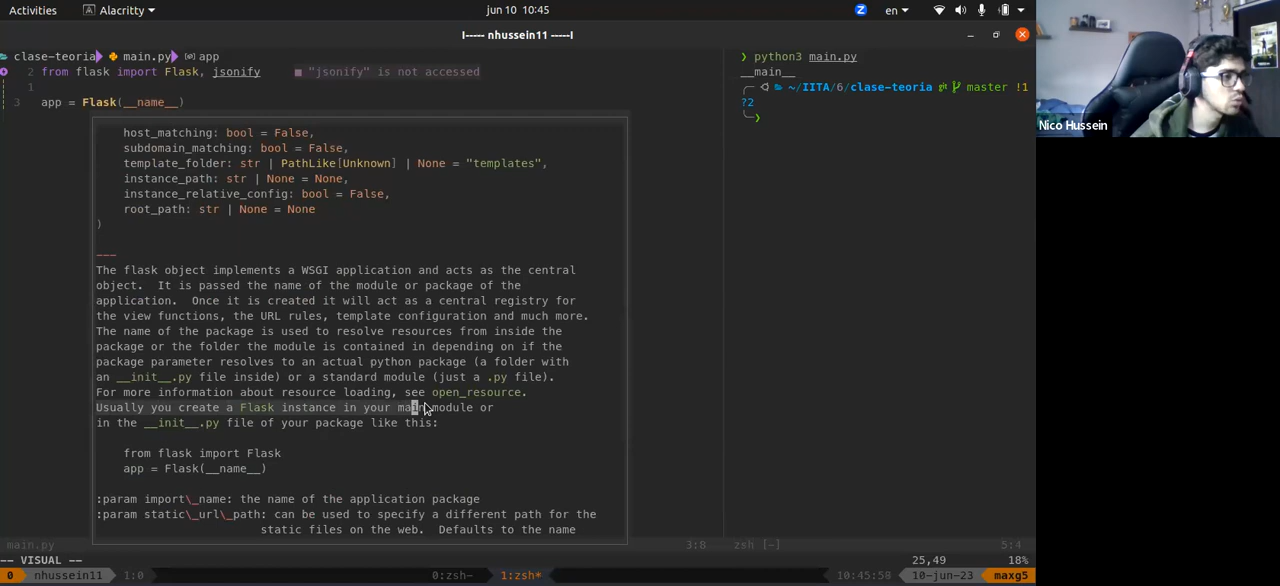 Activities
Alacritty
jun 10 10:45
Z
en
I----- nhussein11 -----I
clase-teoria main.py app
2 from flask import Flask, jsonify ■ "jsonify" is not accessed
1
3 app = Flask(__name__)
host_matching: bool = False,
subdomain_matching: bool = False,
template_folder: str | PathLike[Unknown] | None = "templates",
instance_path: str | None = None,
instance_relative_config: bool = False,
root_path: str | None = None
)
---
The flask object implements a WSGI application and acts as the central
object. It is passed the name of the module or package of the
application. Once it is created it will act as a central registry for
the view functions, the URL rules, template configuration and much more.
The name of the package is used to resolve resources from inside the
package or the folder the module is contained in depending on if the
package parameter resolves to an actual python package (a folder with
an __init__.py file inside) or a standard module (just a .py file).
For more information about resource loading, see open_resource.
Usually you create a Flask instance in your main module or
in the __init__.py file of your package like this:
from flask import Flask
app = Flask(__name__)
:param import\_name: the name of the application package
:param static\_url\_path: can be used to specify a different path for the
static files on the web. Defaults to the name
main.py 3:8
-- VISUAL -- 25,49 18%
❯ python3 main.py
__main__
~/IITA/6/clase-teoria git master !1
?2
❯
zsh [-] 5:4
0 nhussein11 1:0 0:zsh- 1:zsh* 10:45:58 10-jun-23 maxg5
Nico Hussein